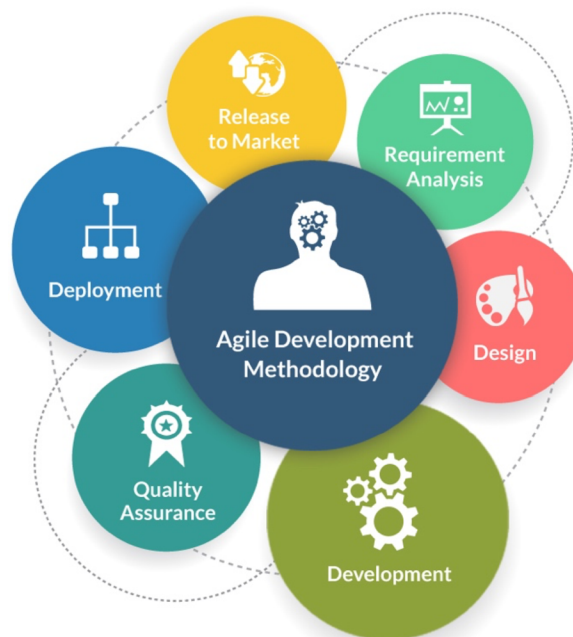 Release
to Market
Requirement
Analysis
Deployment
Agile Development
Methodology
Design
Quality
Assurance
Development